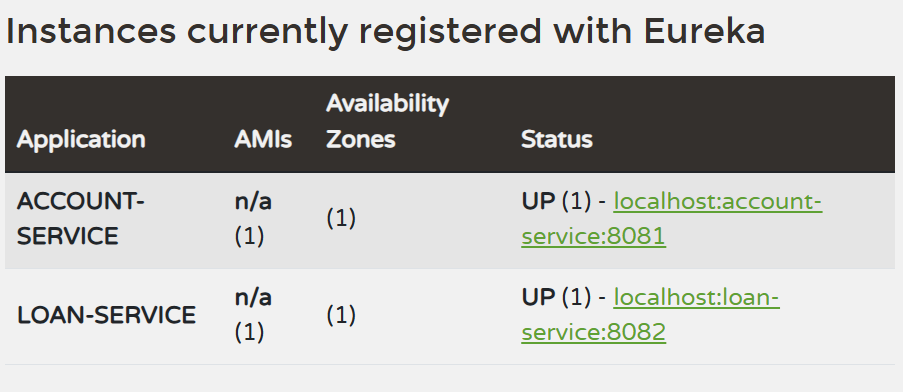 Instances currently registered with Eureka
Availability
Application AMIs Zones Status
ACCOUNT- n/a UP (1) - localhost:account-
SERVICE (1) (1) service:8081
LOAN-SERVICE n/a (1) UP (1) - localhost:loan-
(1) service:8082